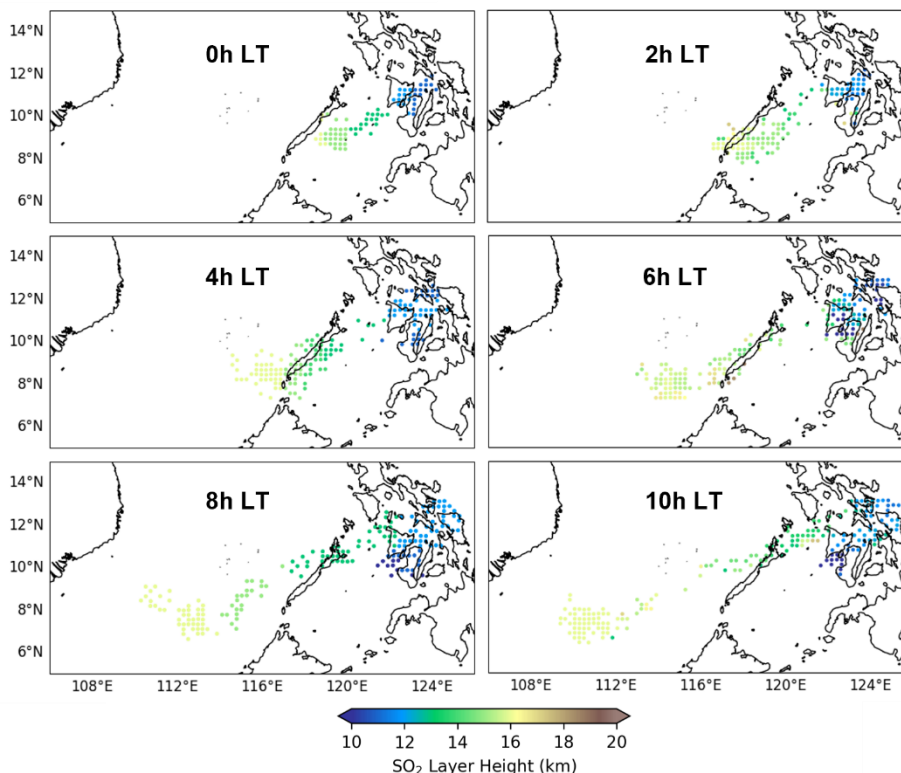 0h LT
2h LT
14°N
12°N
10°N
8°N
6°N
4h LT
6h LT
14°N
12°N
10°N
8°N
6°N
8h LT
10h LT
14°N
12°N
10°N
8°N
6°N
108°E 112°E 116°E 120°E 124°E 108°E 112°E 116°E 120°E 124°E
10 12 14 16 18 20
SO₂ Layer Height (km)